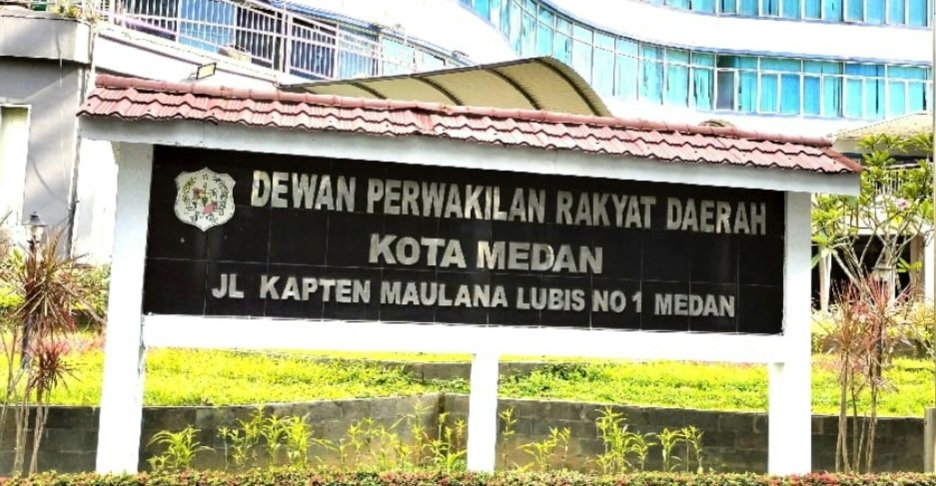 DEWAN PERWAKILAN RAKYAT DAERAH
KOTA MEDAN
JL KAPTEN MAULANA LUBIS NO 1 MEDAN